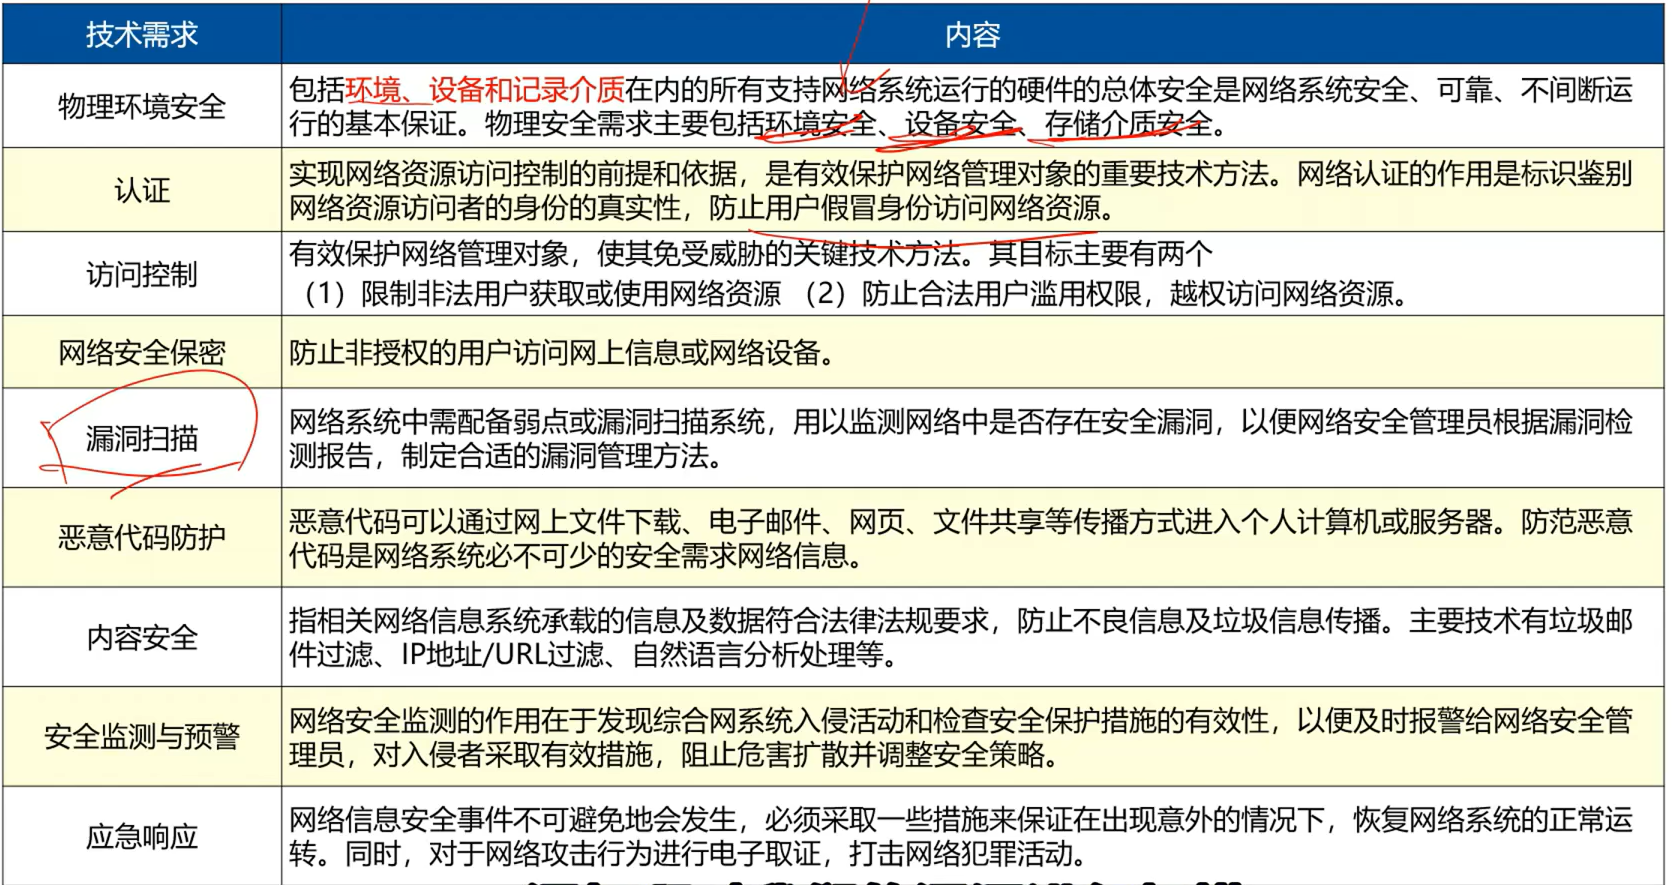 技术需求
内容
物理环境安全
包括环境、设备和记录介质在内的所有支持网络系统运行的硬件的总体安全是网络系统安全、可靠、不间断运
行的基本保证。物理安全需求主要包括环境安全、设备安全、存储介质安全。
认证
实现网络资源访问控制的前提和依据，是有效保护网络管理对象的重要技术方法。网络认证的作用是标识鉴别
网络资源访问者的身份的真实性，防止用户假冒身份访问网络资源。
访问控制
有效保护网络管理对象，使其免受威胁的关键技术方法。其目标主要有两个
（1）限制非法用户获取或使用网络资源 （2）防止合法用户滥用权限，越权访问网络资源。
网络安全保密
防止非授权的用户访问网上信息或网络设备。
漏洞扫描
网络系统中需配备弱点或漏洞扫描系统，用以监测网络中是否存在安全漏洞，以便网络安全管理员根据漏洞检
测报告，制定合适的漏洞管理方法。
恶意代码防护
恶意代码可以通过网上文件下载、电子邮件、网页、文件共享等传播方式进入个人计算机或服务器。防范恶意
代码是网络系统必不可少的安全需求网络信息。
内容安全
指相关网络信息系统承载的信息及数据符合法律法规要求，防止不良信息及垃圾信息传播。主要技术有垃圾邮
件过滤、IP地址/URL过滤、自然语言分析处理等。
安全监测与预警
网络安全监测的作用在于发现综合网系统入侵活动和检查安全保护措施的有效性，以便及时报警给网络安全管
理员，对入侵者采取有效措施，阻止危害扩散并调整安全策略。
应急响应
网络信息安全事件不可避免地会发生，必须采取一些措施来保证在出现意外的情况下，恢复网络系统的正常运
转。同时，对于网络攻击行为进行电子取证，打击网络犯罪活动。